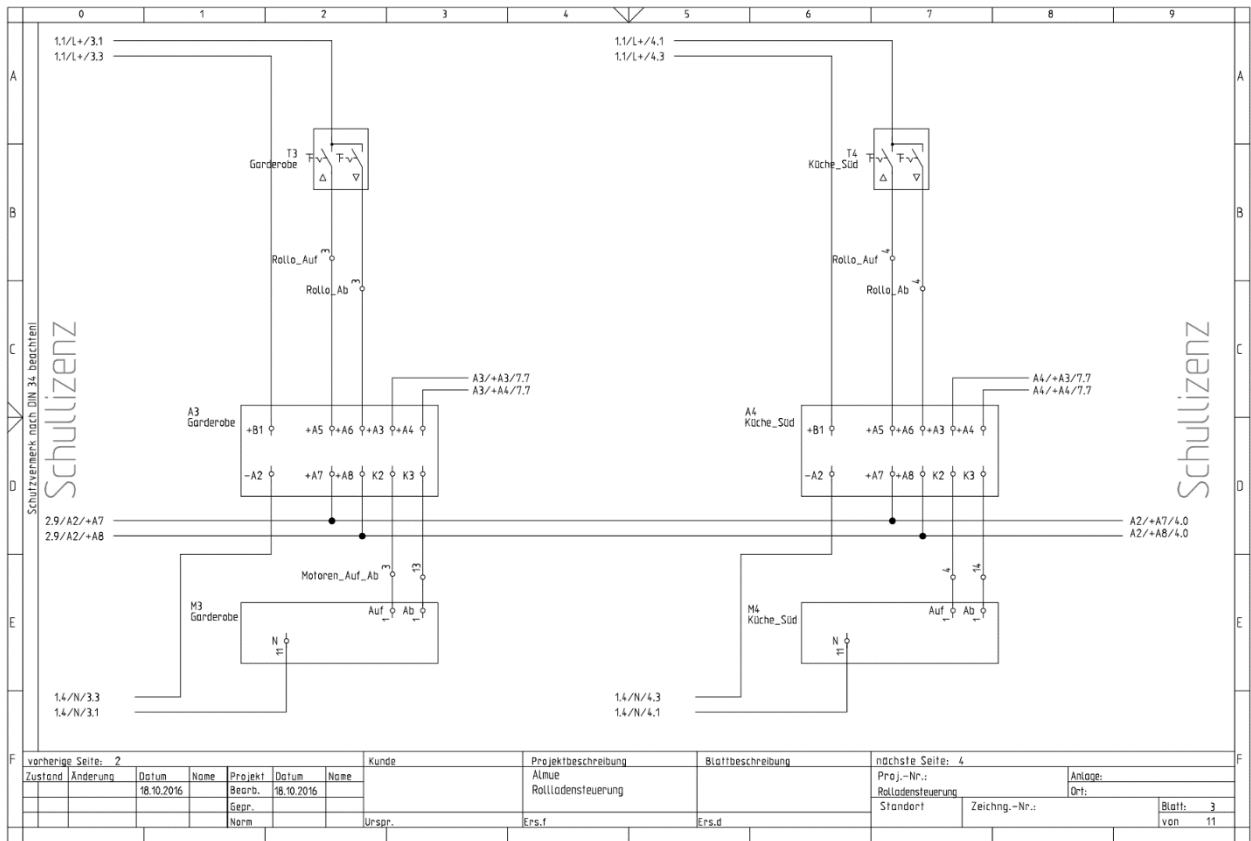 0 1 2 3 4 5 6 7 8 9
A A
B B
C C
D D
E E
F F
Schutzvermerk nach DIN 34 beachten!
Schullizenz
Schullizenz
1.1/L+/3.1
1.1/L+/3.3
1.1/L+/4.1
1.1/L+/4.3
T3
Garderobe
T4
Küche_Süd
Rollo_Auf 3
Rollo_Ab 3
Rollo_Auf 4
Rollo_Ab 4
A3/+A3/7.7
A3/+A4/7.7
A4/+A3/7.7
A4/+A4/7.7
A3
Garderobe
+B1 +A5 +A6 +A3 +A4
-A2 +A7 +A8 K2 K3
A4
Küche_Süd
+B1 +A5 +A6 +A3 +A4
-A2 +A7 +A8 K2 K3
2.9/A2/+A7
2.9/A2/+A8
A2/+A7/4.0
A2/+A8/4.0
Motoren_Auf_Ab 3 13
4 14
M3
Garderobe
Auf 1 Ab 1
N 11
M4
Küche_Süd
Auf 1 Ab 1
N 11
1.4/N/3.3
1.4/N/3.1
1.4/N/4.3
1.4/N/4.1
vorherige Seite: 2
Zustand Änderung Datum Name Projekt Datum Name
18.10.2016 Bearb. 18.10.2016
Gepr.
Norm
Kunde
Urspr.
Projektbeschreibung
Almue
Rollladensteuerung
Ers.f
Blattbeschreibung
Ers.d
nächste Seite: 4
Proj.-Nr.:
Rolladensteuerung
Anlage:
Ort:
Standort Zeichng.-Nr.:
Blatt: 3
von 11